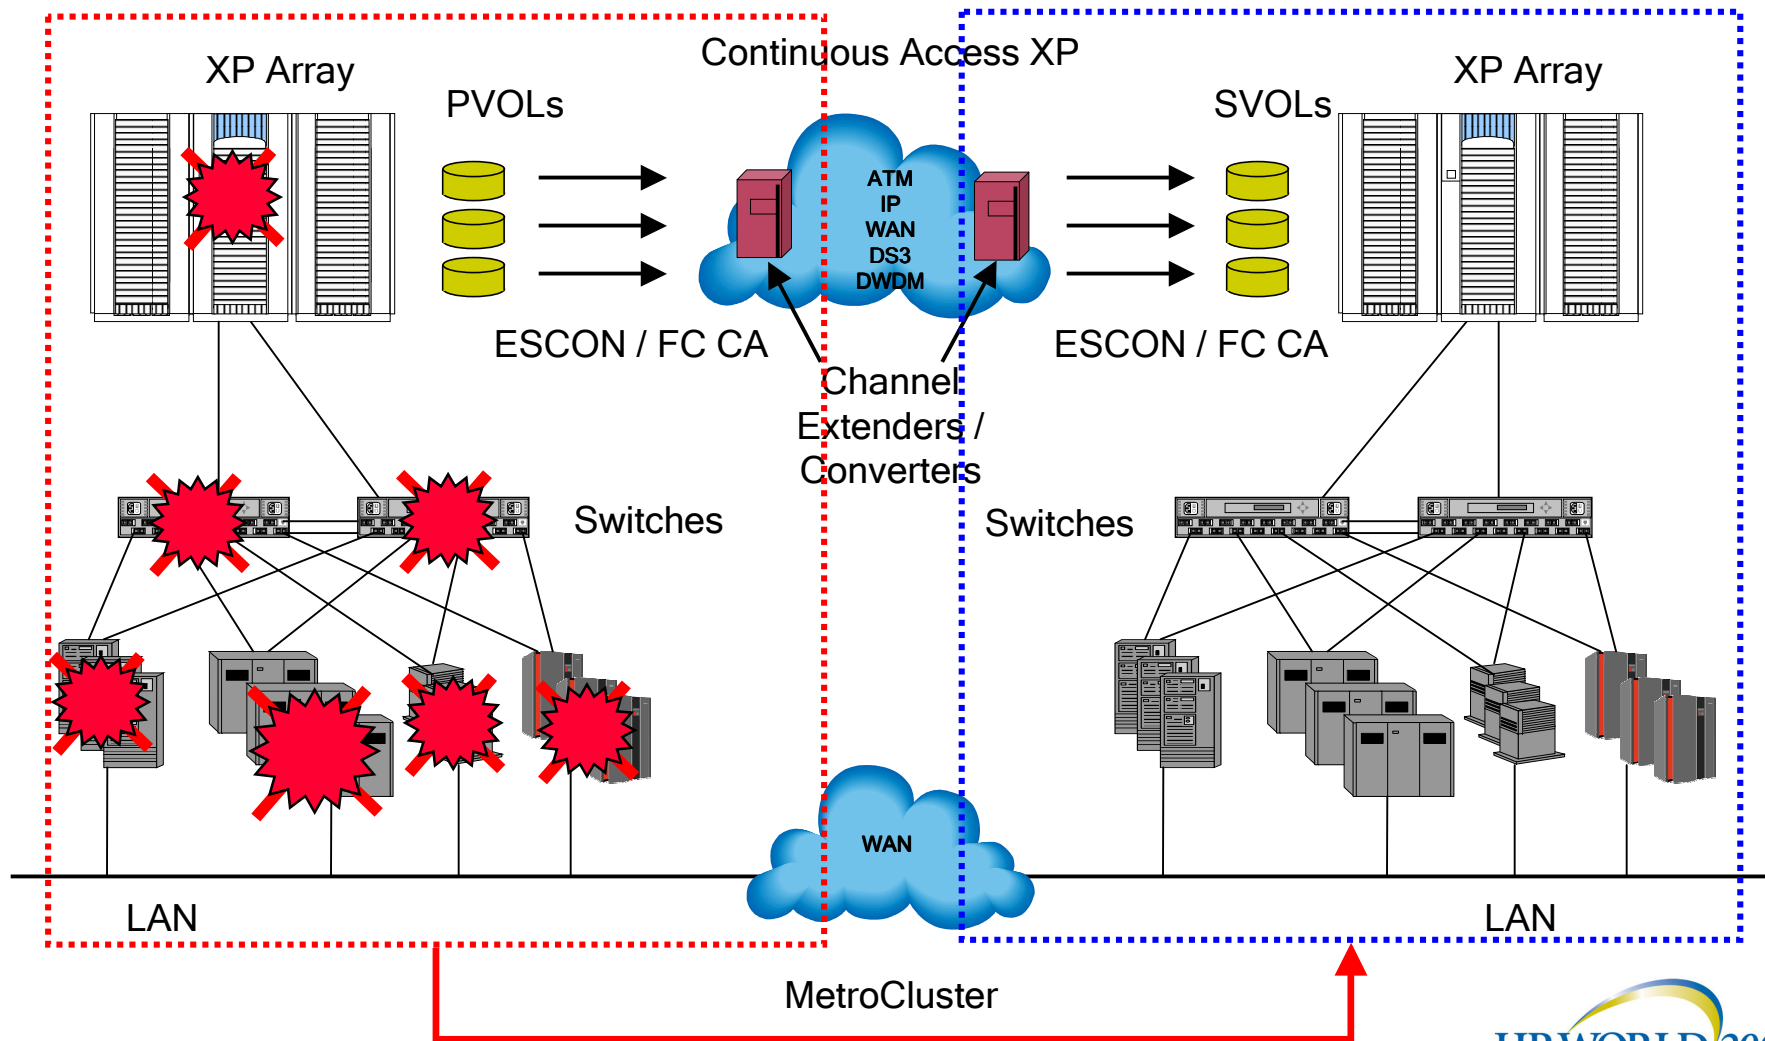 Continuous Access XP
XP Array
XP Array
PVOLs
SVOLs
ATM
IP
WAN
DS3
DWDM
ESCON / FC CA
ESCON / FC CA
Channel
Extenders /
Converters
Switches
Switches
WAN
LAN
LAN
MetroCluster